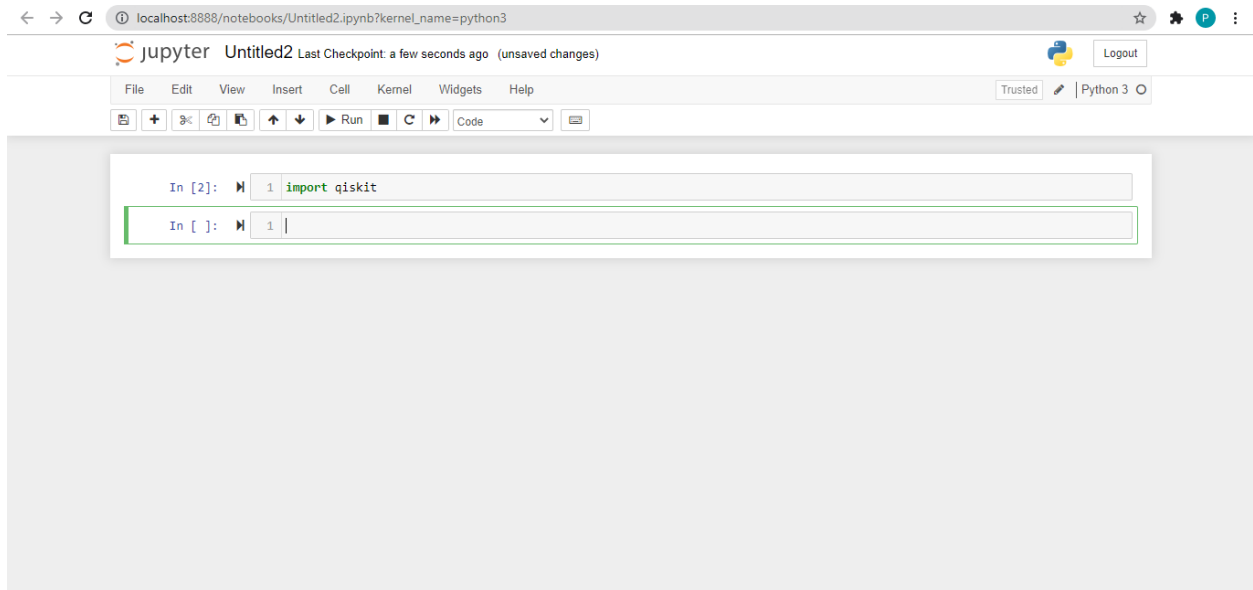 localhost:8888/notebooks/Untitled2.ipynb?kernel_name=python3
P
jupyter Untitled2 Last Checkpoint: a few seconds ago (unsaved changes)
Logout
File Edit View Insert Cell Kernel Widgets Help
Trusted Python 3
Run Code
In [2]: 1 import qiskit
In [ ]: 1